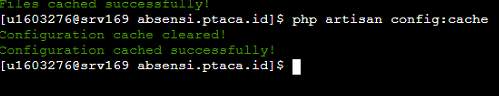 Files cached successfully!
[u1603276@srv169 absensi.ptaca.id]$ php artisan config:cache
Configuration cache cleared!
Configuration cached successfully!
[u1603276@srv169 absensi.ptaca.id]$